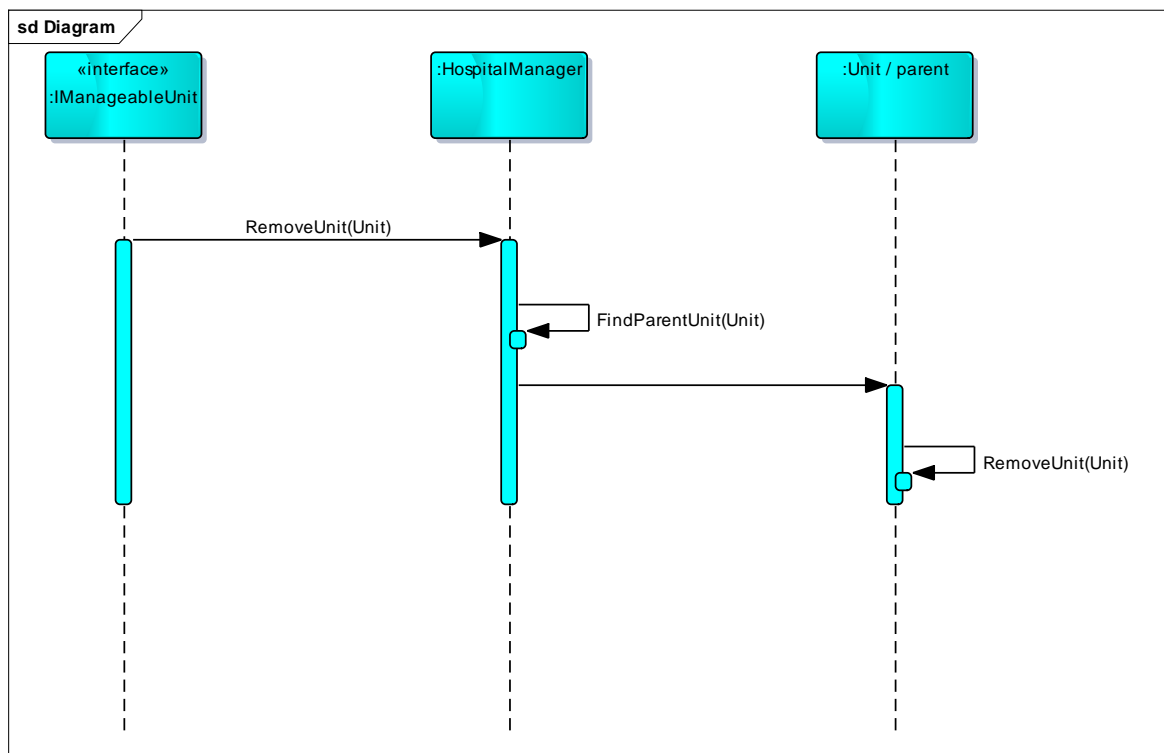 sd Diagram
«interface»
:IManageableUnit
:HospitalManager
:Unit / parent
RemoveUnit(Unit)
FindParentUnit(Unit)
RemoveUnit(Unit)